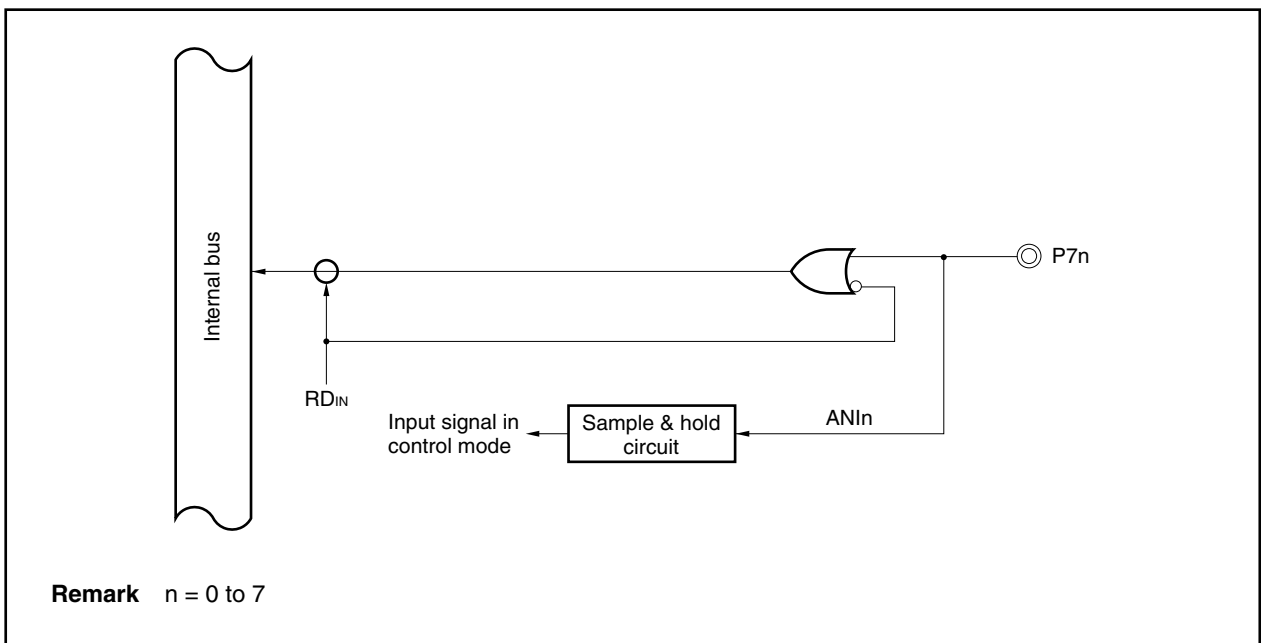 Internal bus
P7n
RDIN
Input signal in
control mode
Sample & hold
circuit
ANIn
Remark n = 0 to 7